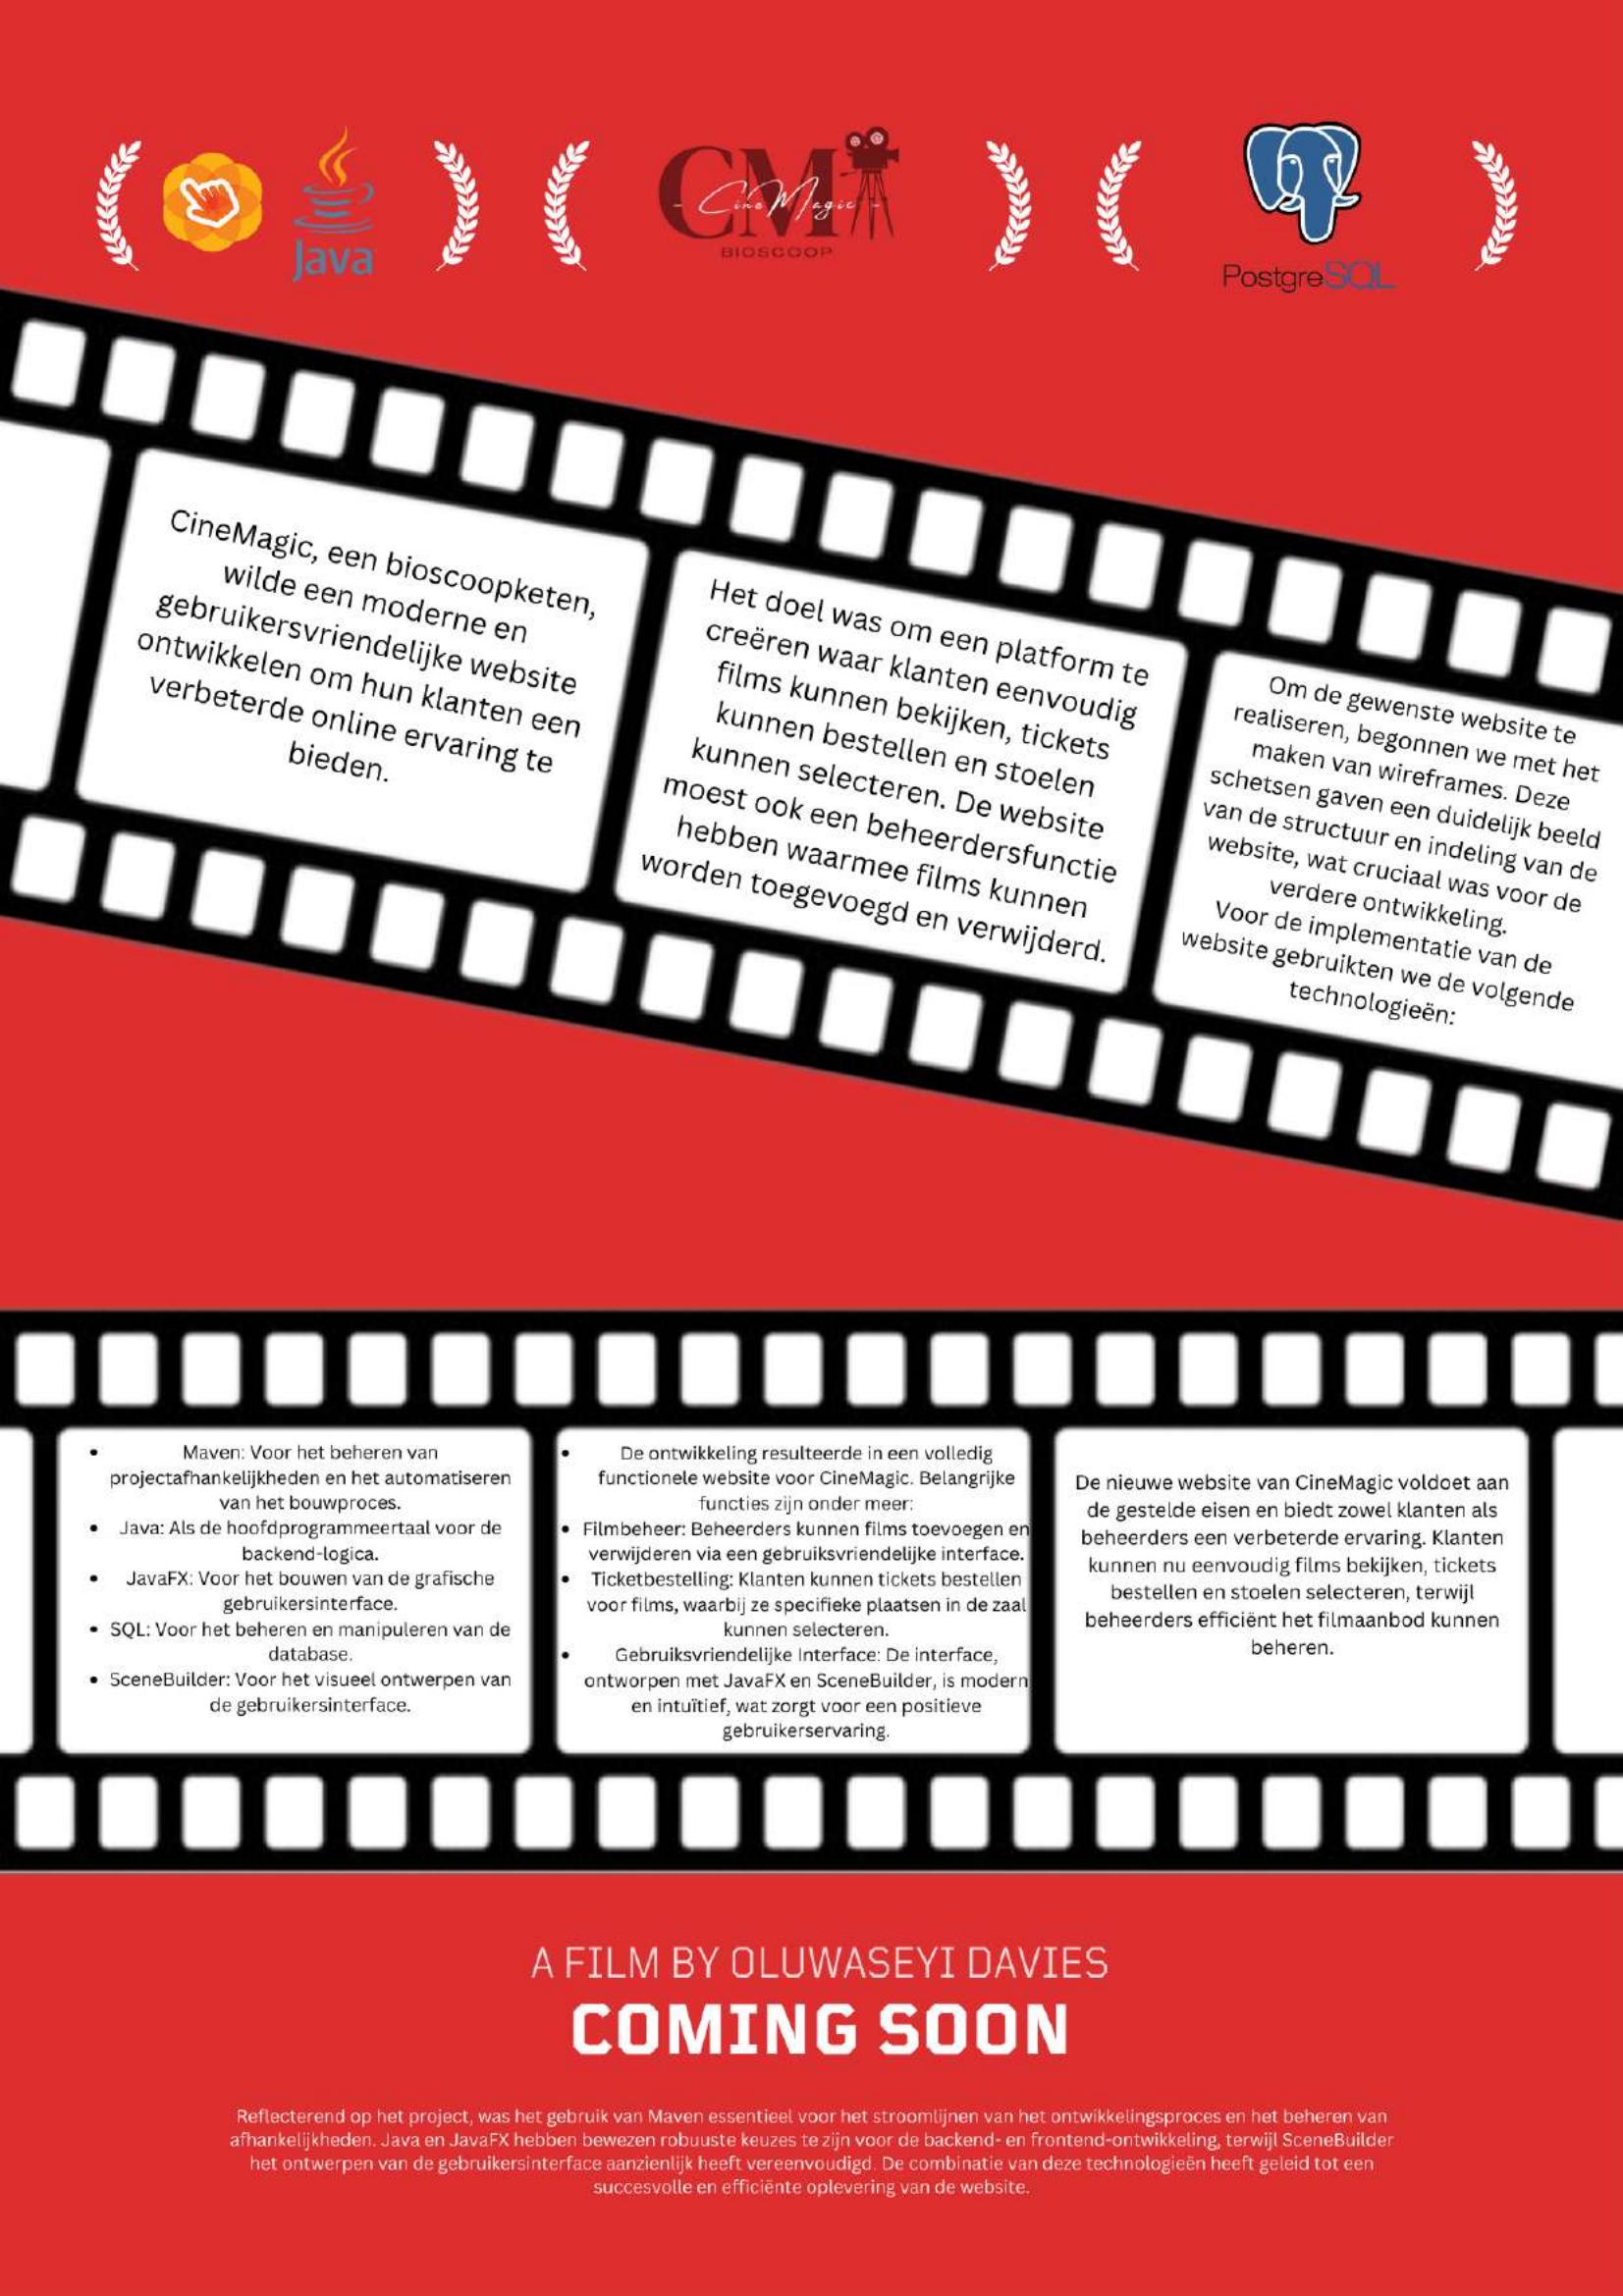 Java
CM
- CineMagic -
BIOSCOOP
PostgreSQL
CineMagic, een bioscoopketen,
wilde een moderne en
gebruikersvriendelijke website
ontwikkelen om hun klanten een
verbeterde online ervaring te
bieden.
Het doel was om een platform te
creëren waar klanten eenvoudig
films kunnen bekijken, tickets
kunnen bestellen en stoelen
kunnen selecteren. De website
moest ook een beheerdersfunctie
hebben waarmee films kunnen
worden toegevoegd en verwijderd.
Om de gewenste website te
realiseren, begonnen we met het
maken van wireframes. Deze
schetsen gaven een duidelijk beeld
van de structuur en indeling van de
website, wat cruciaal was voor de
verdere ontwikkeling.
Voor de implementatie van de
website gebruikten we de volgende
technologieën:
• Maven: Voor het beheren van
projectafhankelijkheden en het automatiseren
van het bouwproces.
• Java: Als de hoofdprogrammeertaal voor de
backend-logica.
• JavaFX: Voor het bouwen van de grafische
gebruikersinterface.
• SQL: Voor het beheren en manipuleren van de
database.
• SceneBuilder: Voor het visueel ontwerpen van
de gebruikersinterface.
• De ontwikkeling resulteerde in een volledig
functionele website voor CineMagic. Belangrijke
functies zijn onder meer:
• Filmbeheer: Beheerders kunnen films toevoegen en
verwijderen via een gebruiksvriendelijke interface.
• Ticketbestelling: Klanten kunnen tickets bestellen
voor films, waarbij ze specifieke plaatsen in de zaal
kunnen selecteren.
• Gebruiksvriendelijke Interface: De interface,
ontworpen met JavaFX en SceneBuilder, is modern
en intuïtief, wat zorgt voor een positieve
gebruikerservaring.
De nieuwe website van CineMagic voldoet aan
de gestelde eisen en biedt zowel klanten als
beheerders een verbeterde ervaring. Klanten
kunnen nu eenvoudig films bekijken, tickets
bestellen en stoelen selecteren, terwijl
beheerders efficiënt het filmaanbod kunnen
beheren.
A FILM BY OLUWASEYI DAVIES
COMING SOON
Reflecterend op het project, was het gebruik van Maven essentieel voor het stroomlijnen van het ontwikkelingsproces en het beheren van
afhankelijkheden. Java en JavaFX hebben bewezen robuuste keuzes te zijn voor de backend- en frontend-ontwikkeling, terwijl SceneBuilder
het ontwerpen van de gebruikersinterface aanzienlijk heeft vereenvoudigd. De combinatie van deze technologieën heeft geleid tot een
succesvolle en efficiënte oplevering van de website.